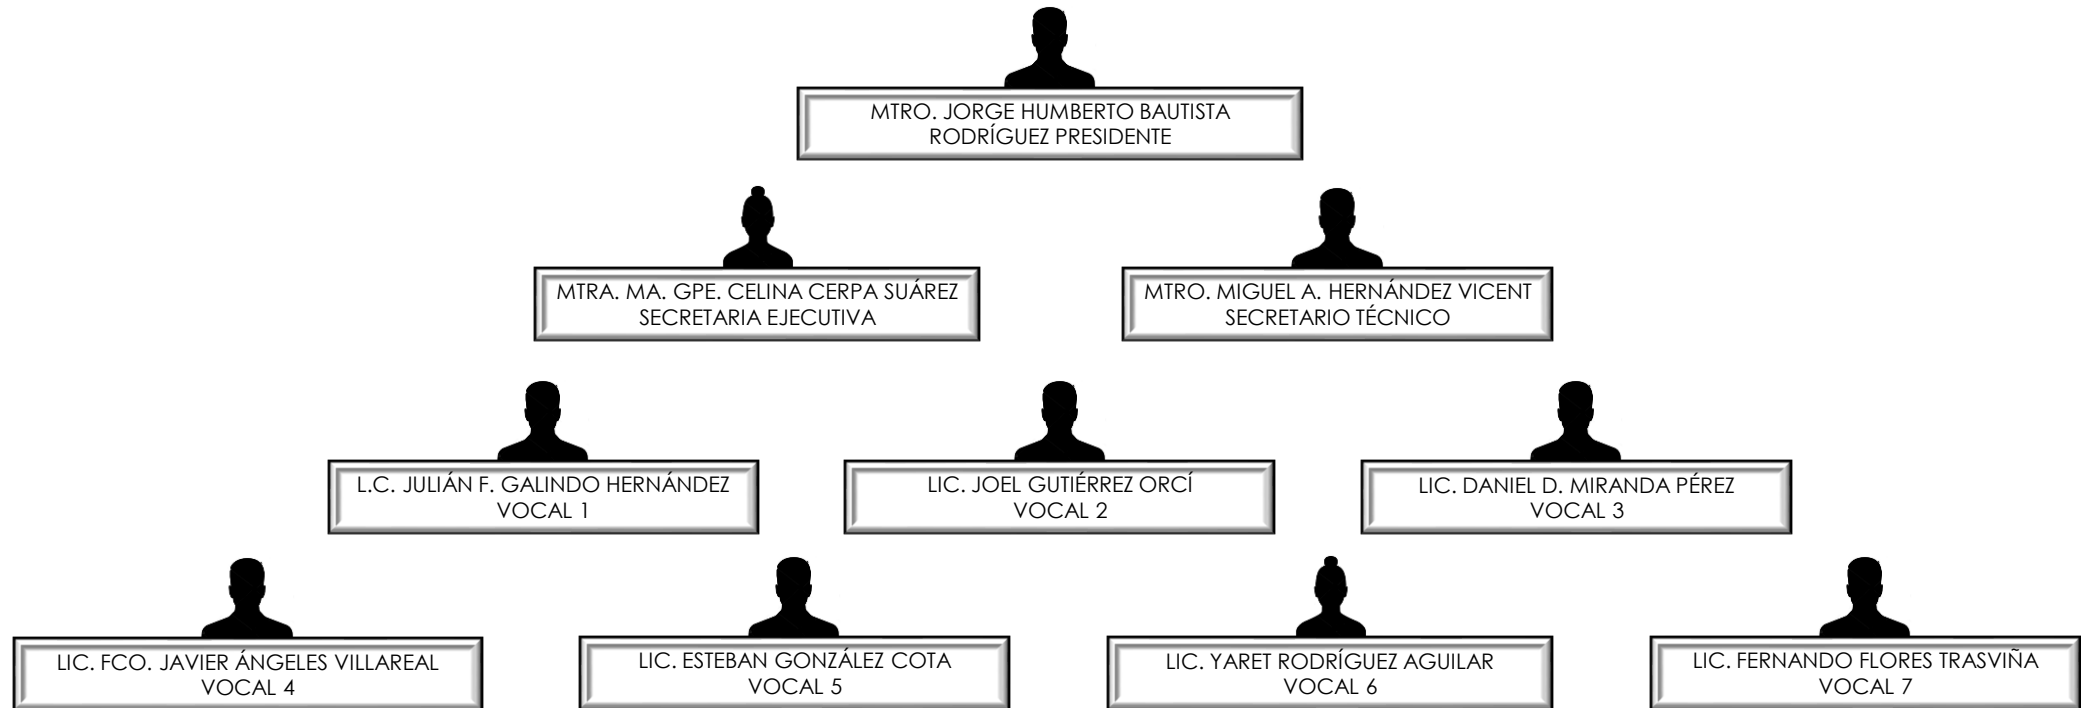 MTRO. JORGE HUMBERTO BAUTISTA
RODRÍGUEZ PRESIDENTE
MTRA. MA. GPE. CELINA CERPA SUÁREZ
SECRETARIA EJECUTIVA
MTRO. MIGUEL A. HERNÁNDEZ VICENT
SECRETARIO TÉCNICO
L.C. JULIÁN F. GALINDO HERNÁNDEZ
VOCAL 1
LIC. JOEL GUTIÉRREZ ORCÍ
VOCAL 2
LIC. DANIEL D. MIRANDA PÉREZ
VOCAL 3
LIC. FCO. JAVIER ÁNGELES VILLAREAL
VOCAL 4
LIC. ESTEBAN GONZÁLEZ COTA
VOCAL 5
LIC. YARET RODRÍGUEZ AGUILAR
VOCAL 6
LIC. FERNANDO FLORES TRASVIÑA
VOCAL 7